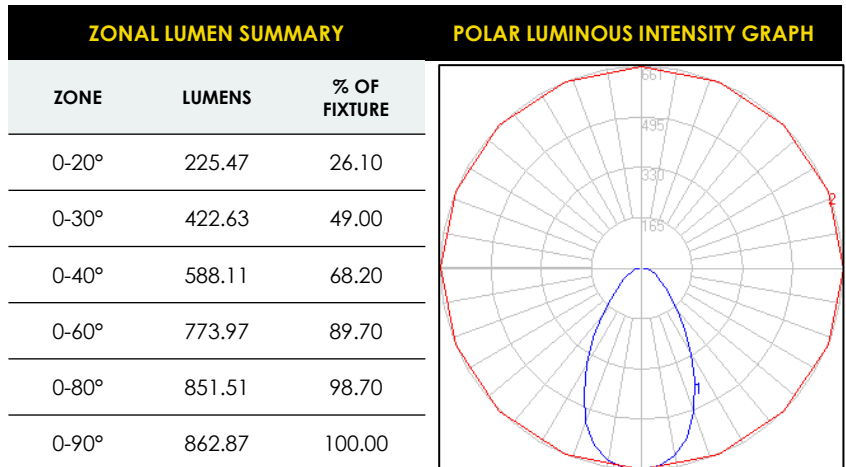 ZONAL LUMEN SUMMARY
POLAR LUMINOUS INTENSITY GRAPH
ZONE LUMENS % OF FIXTURE
0-20° 225.47 26.10
0-30° 422.63 49.00
0-40° 588.11 68.20
0-60° 773.97 89.70
0-80° 851.51 98.70
0-90° 862.87 100.00
661
495
330
165
2
1